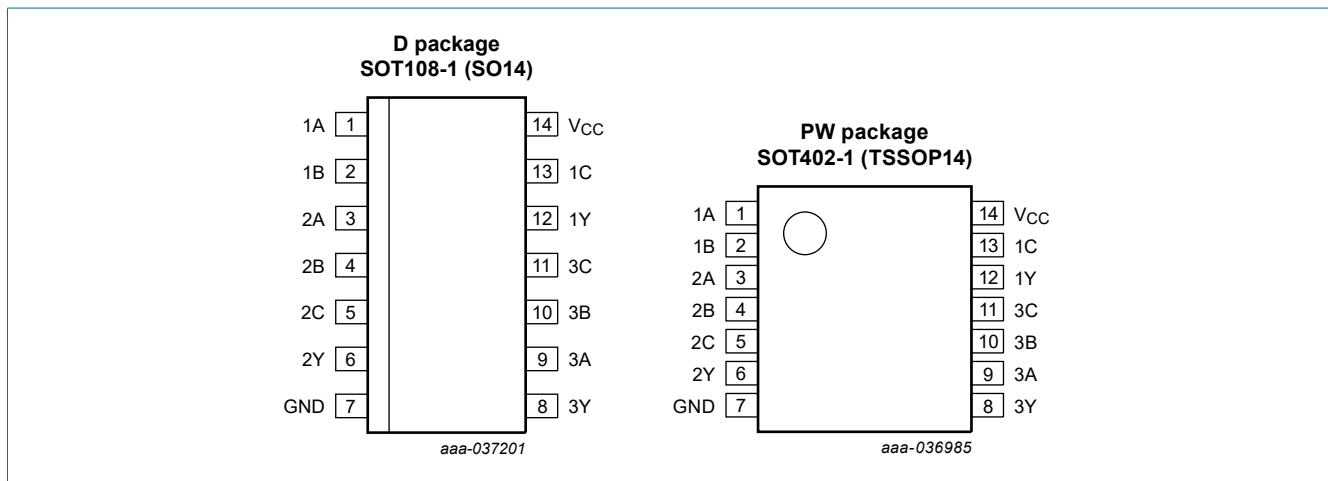 D package
SOT108-1 (SO14)
1A 1 14 VCC
1B 2 13 1C
2A 3 12 1Y
2B 4 11 3C
2C 5 10 3B
2Y 6 9 3A
GND 7 8 3Y
aaa-037201
PW package
SOT402-1 (TSSOP14)
1A 1 14 VCC
1B 2 13 1C
2A 3 12 1Y
2B 4 11 3C
2C 5 10 3B
2Y 6 9 3A
GND 7 8 3Y
aaa-036985